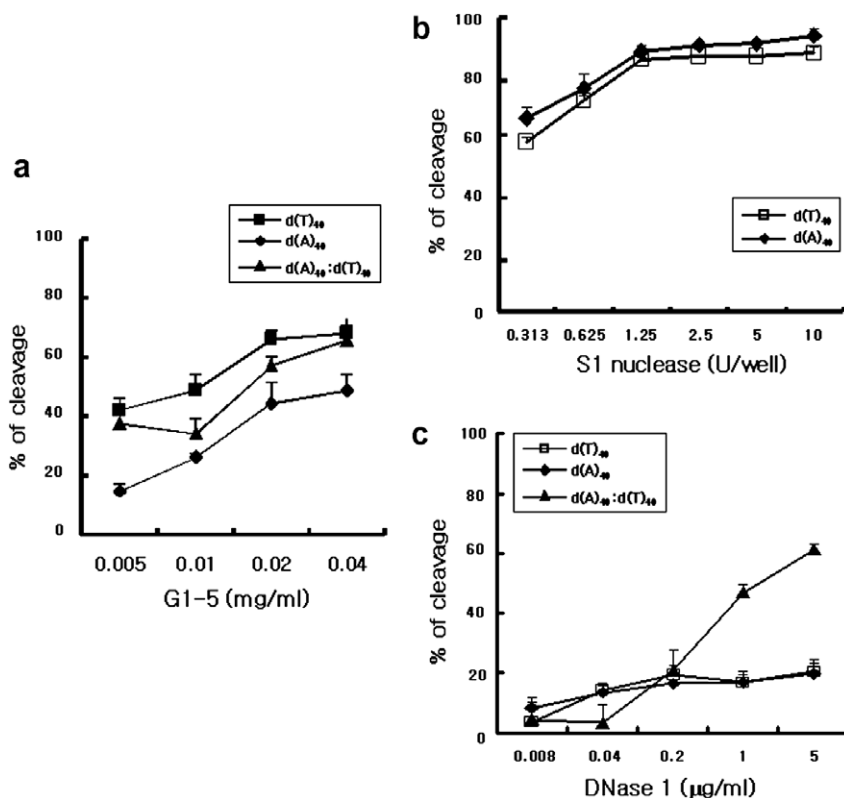 a
d(T)₄₀
d(A)₄₀
d(A)₄₀:d(T)₄₀
100
80
60
40
20
0
% of cleavage
0.005 0.01 0.02 0.04
G1-5 (mg/ml)
b
100
80
60
40
20
0
% of cleavage
d(T)₄₀
d(A)₄₀
0.313 0.625 1.25 2.5 5 10
S1 nuclease (U/well)
c
100
80
60
40
20
0
% of cleavage
d(T)₄₀
d(A)₄₀
d(A)₄₀:d(T)₄₀
0.008 0.04 0.2 1 5
DNase 1 (μg/ml)